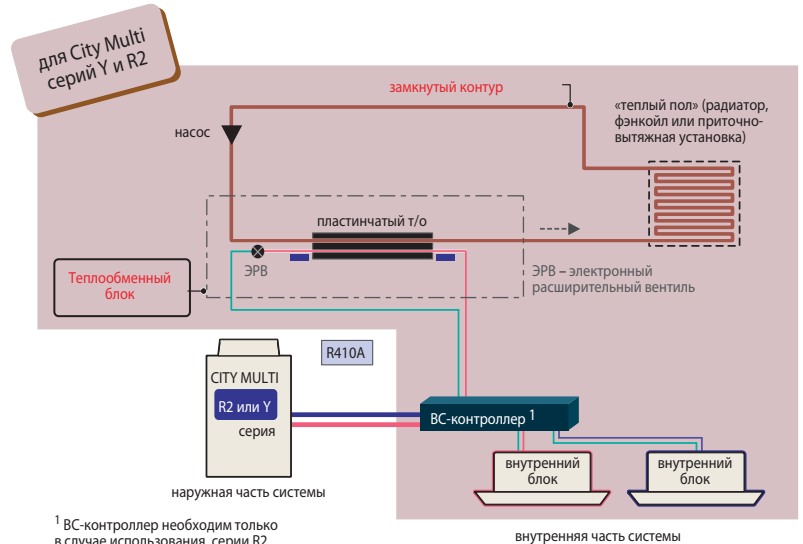 для City Multi
серий Y и R2
замкнутый контур
«теплый пол» (радиатор,
фэнкойл или приточно-
вытяжная установка)
насос
пластинчатый т/о
ЭРВ
ЭРВ – электронный
расширительный вентиль
Теплообменный
блок
R410A
CITY MULTI
R2 или Y
серия
BC-контроллер 1
внутренний
блок
внутренний
блок
наружная часть системы
1 BC-контроллер необходим только
в случае использования серии R2
внутренняя часть системы